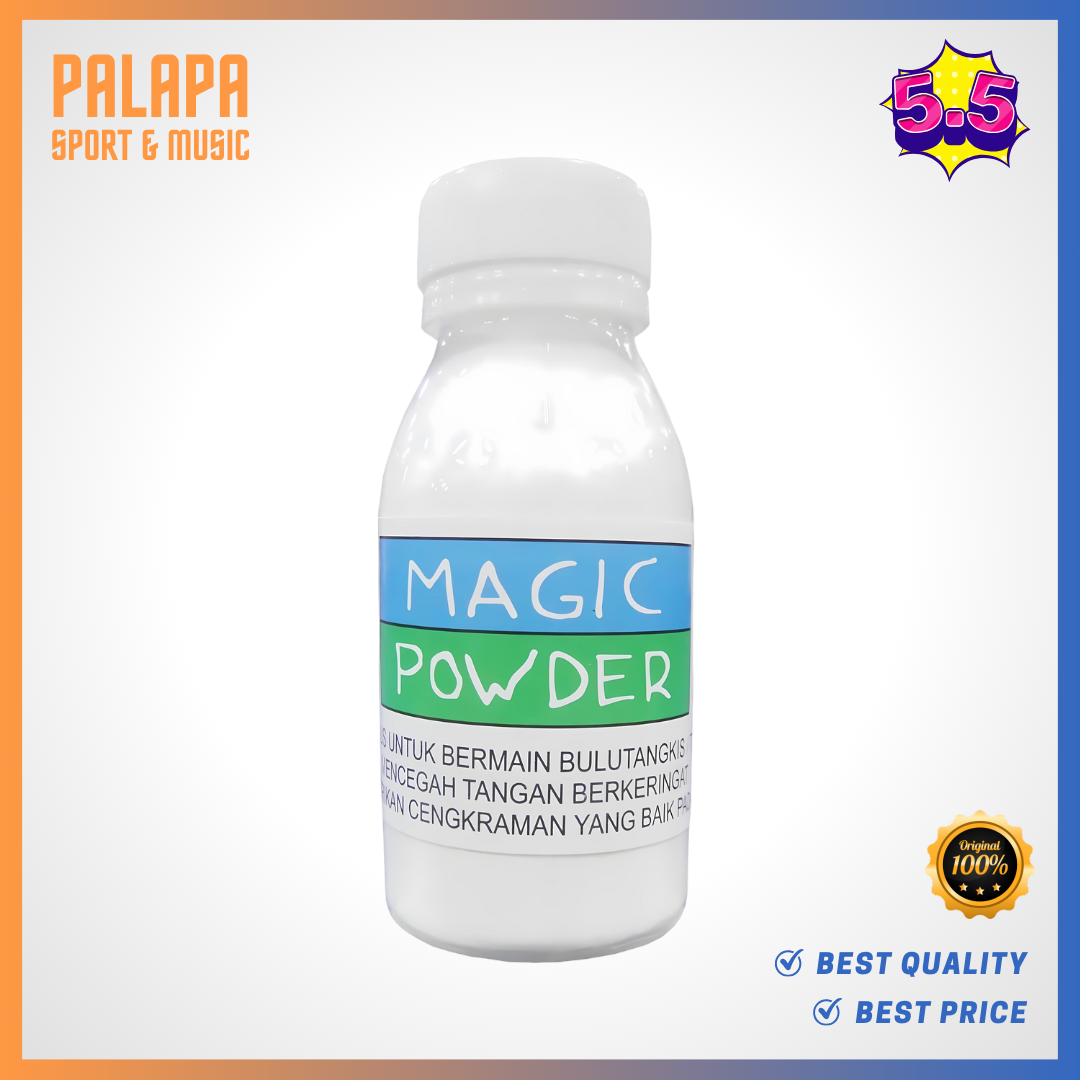 PALAPA
SPORT & MUSIC
5.5
MAGIC
POWDER
UNTUK BERMAIN BULUTANGKIS
MENCEGAH TANGAN BERKERINGAT
CENGKRAMAN YANG BAIK
Original
100%
BEST QUALITY
BEST PRICE